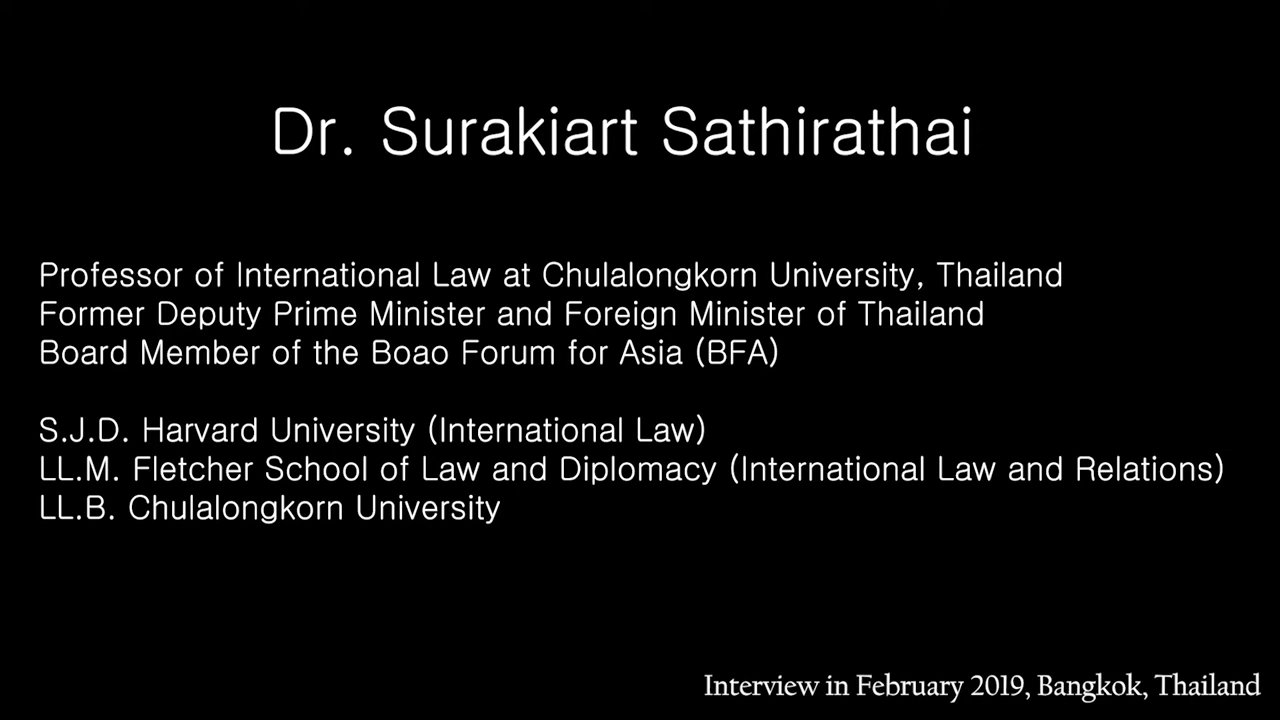 Dr. Surakiart Sathirathai
Professor of International Law at Chulalongkorn University, Thailand
Former Deputy Prime Minister and Foreign Minister of Thailand
Board Member of the Boao Forum for Asia (BFA)
S.J.D. Harvard University (International Law)
LL.M. Fletcher School of Law and Diplomacy (International Law and Relations)
LL.B. Chulalongkorn University
Interview in February 2019, Bangkok, Thailand